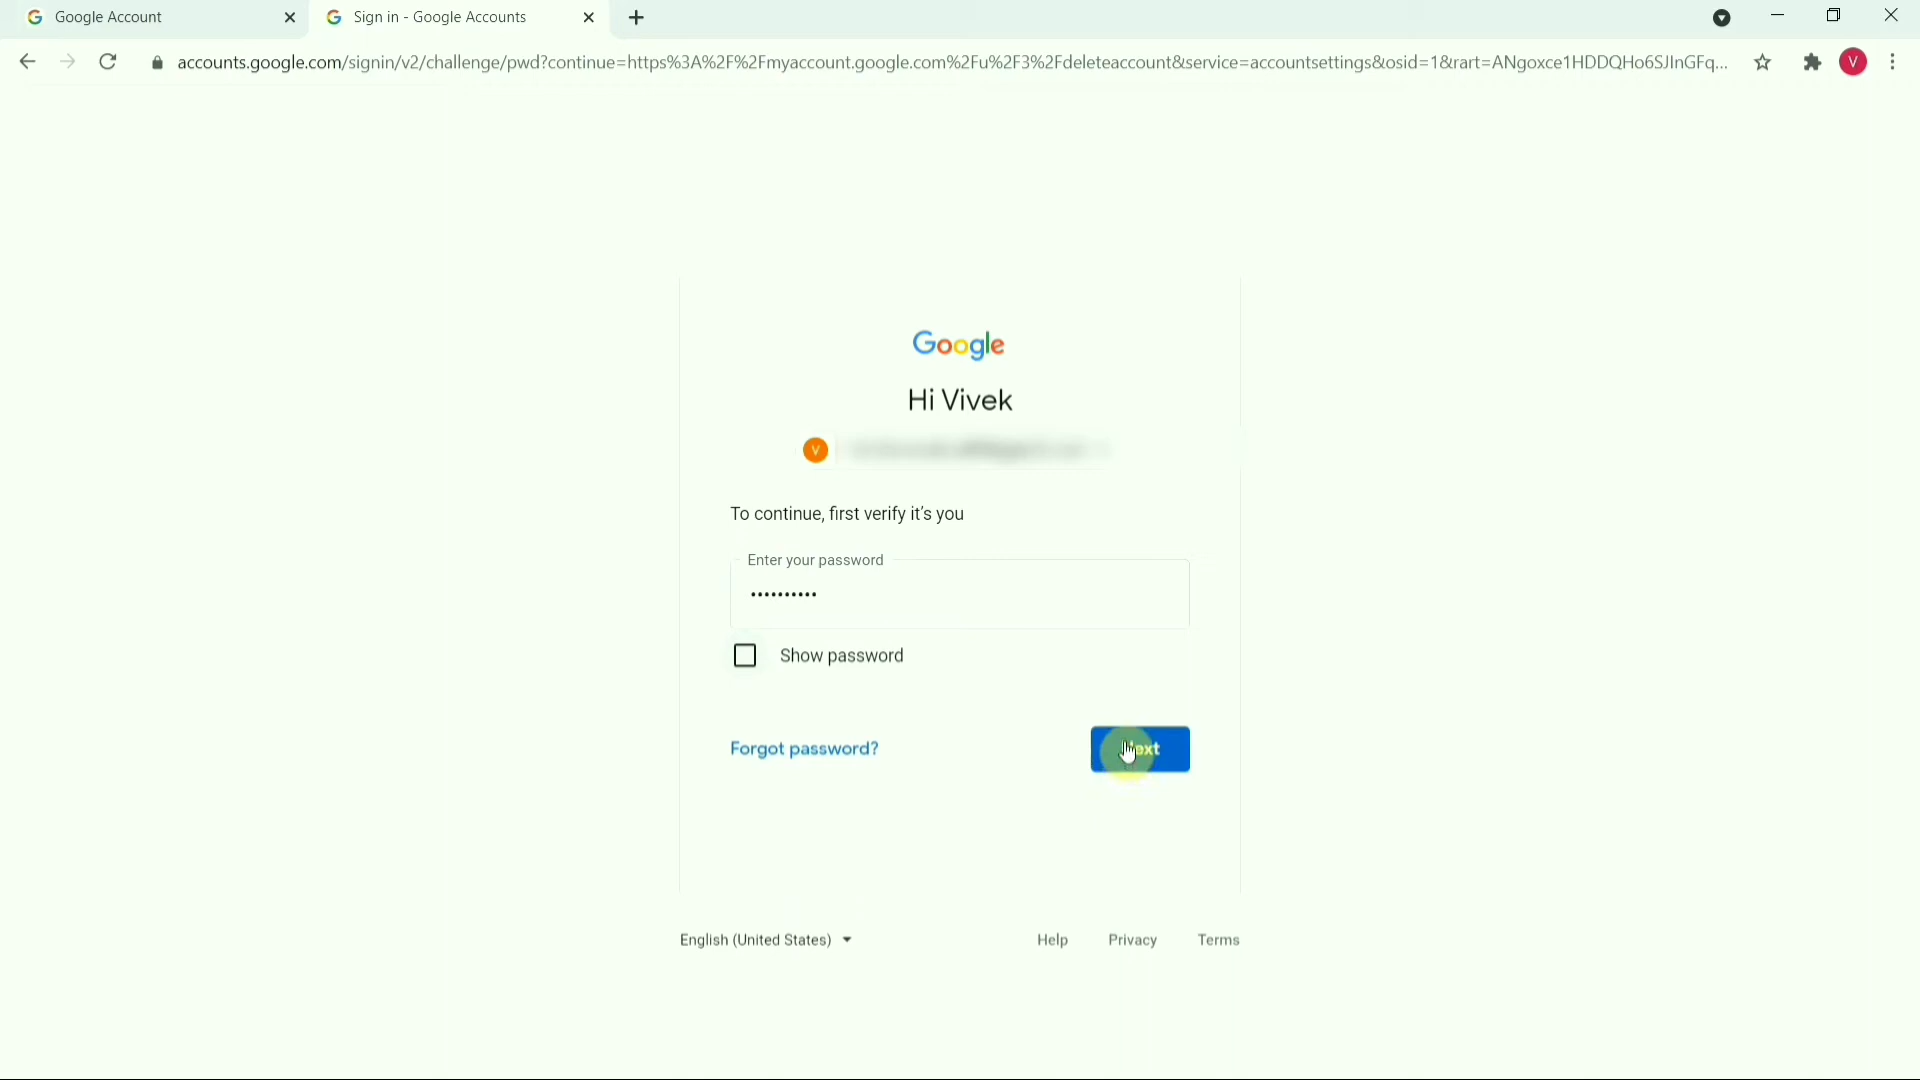 Google Account
Sign in - Google Accounts
accounts.google.com/signin/v2/challenge/pwd?continue=https%3A%2F%2Fmyaccount.google.com%2Fu%2F3%2Fdeleteaccount&service=accountsettings&osid=1&rart=ANgoxce1HDDQHo6SJInGFq...
V
Google
Hi Vivek
V
To continue, first verify it's you
Enter your password
••••••••••
Show password
Forgot password?
Next
English (United States)
Help Privacy Terms